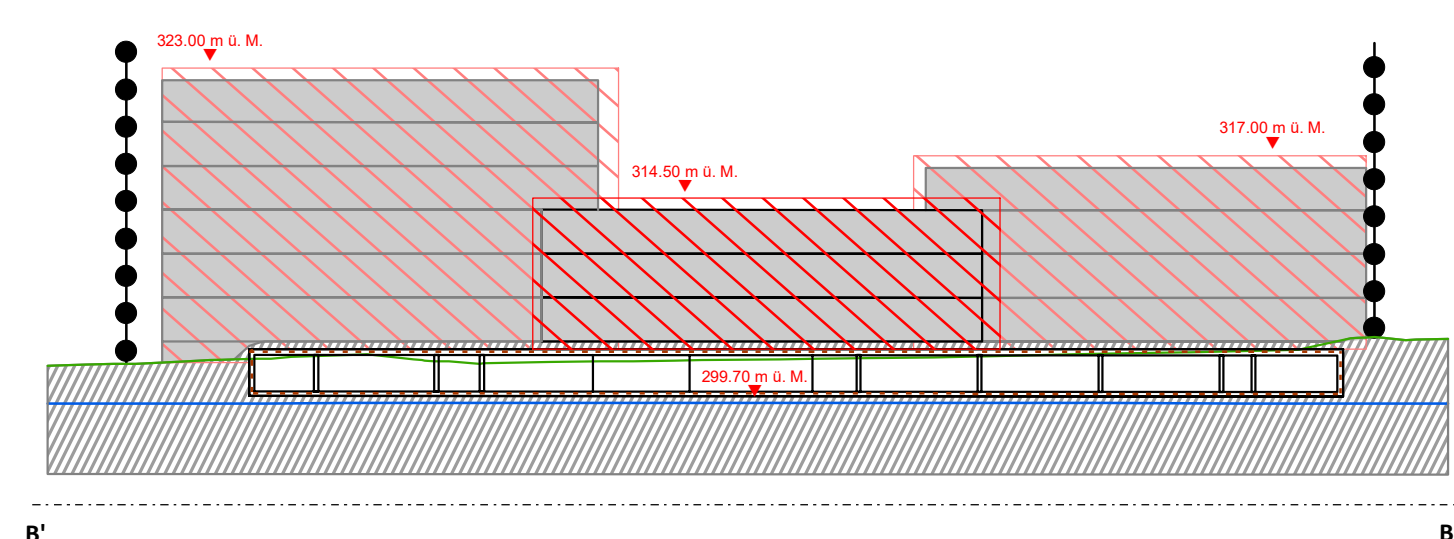 323.00 m ü. M.
317.00 m ü. M.
314.50 m ü. M.
299.70 m ü. M.
B'
B